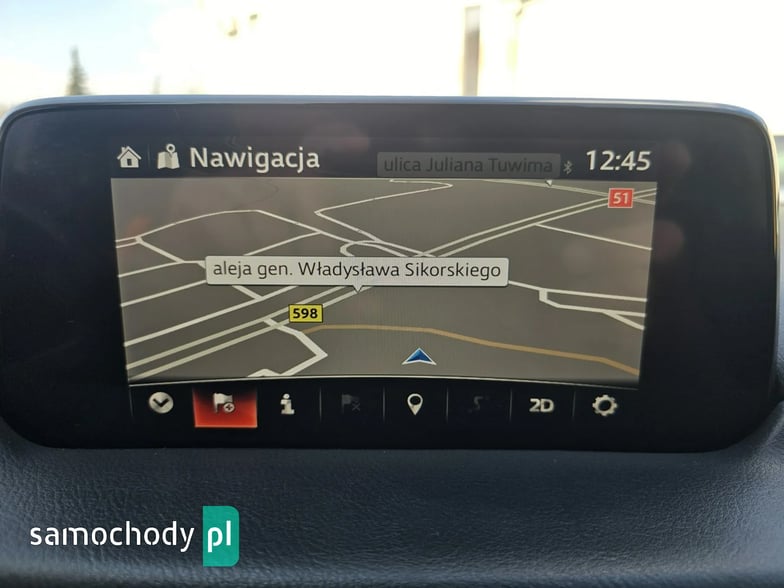 Nawigacja
ulica Juliana Tuwima
12:45
51
aleja gen. Władysława Sikorskiego
598
2D
samochody pl